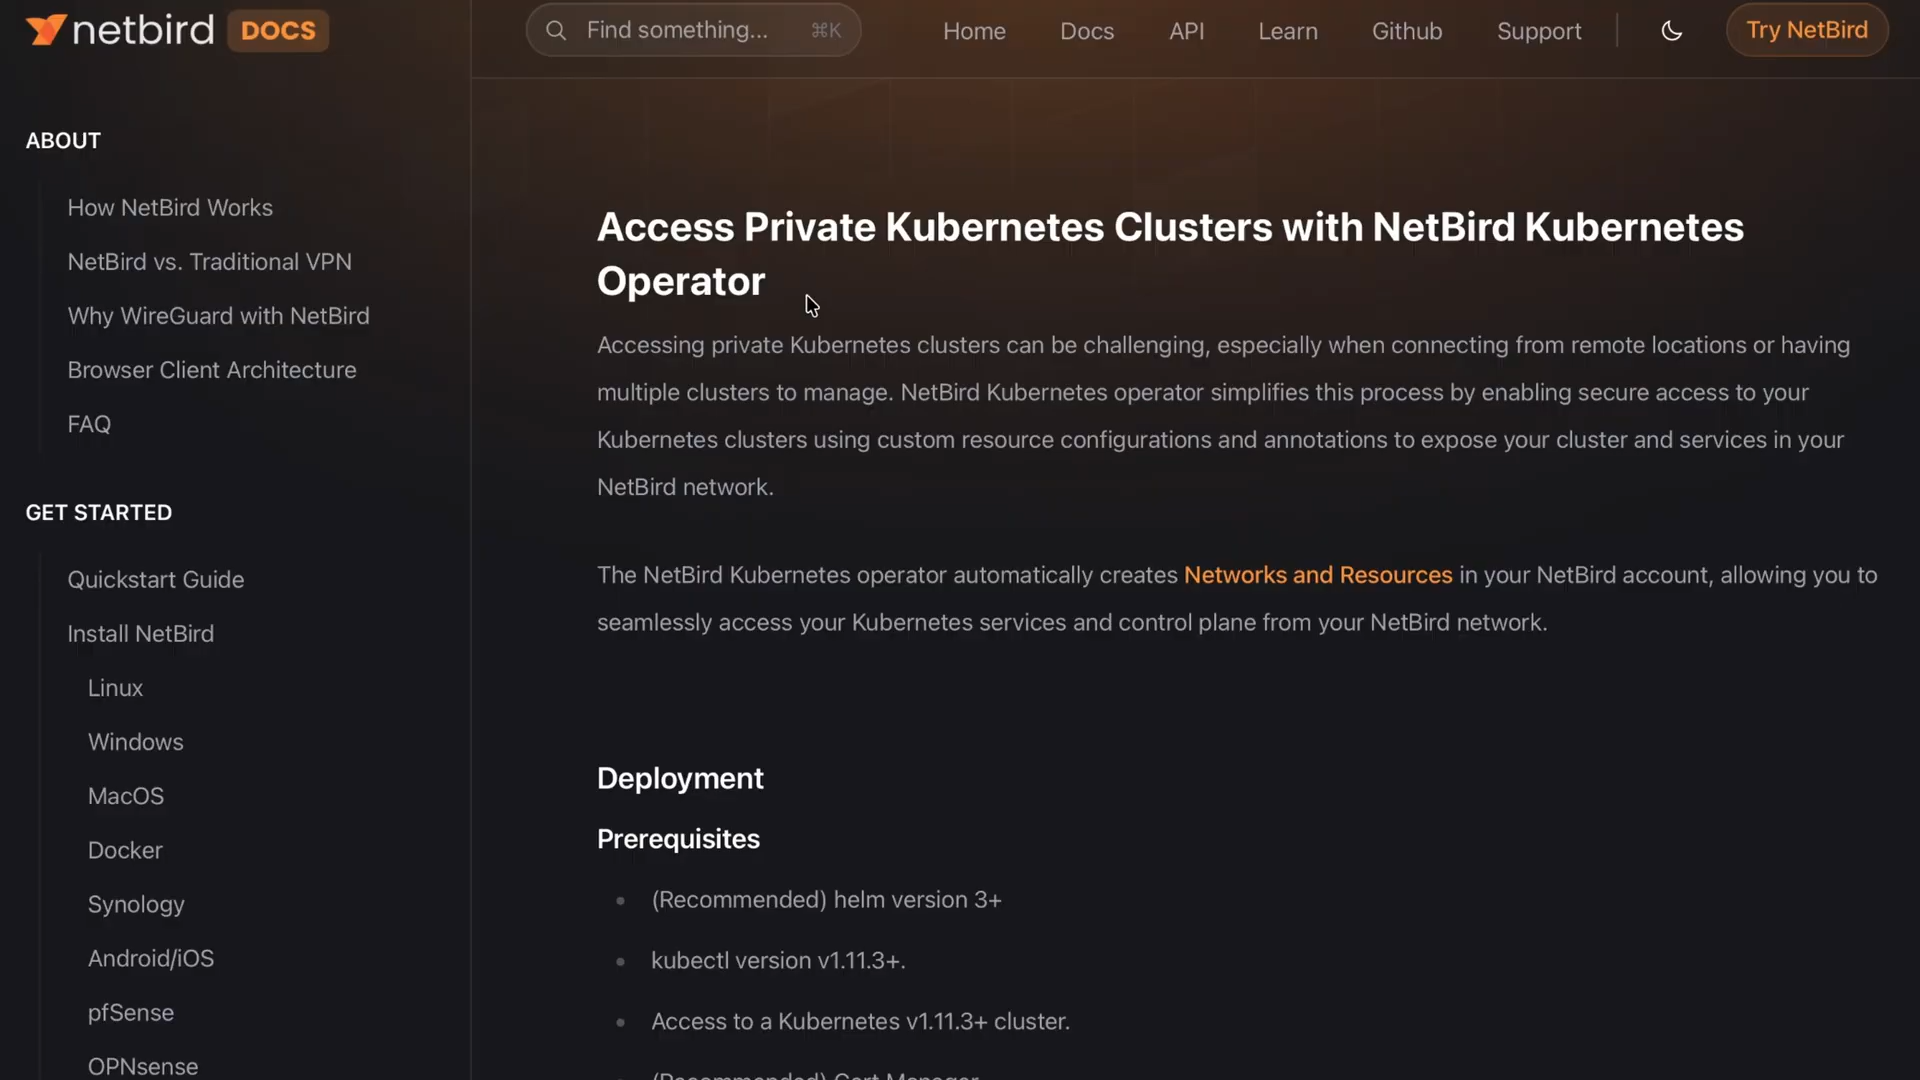 netbird DOCS
Find something... ⌘K
Home
Docs
API
Learn
Github
Support
Try NetBird
ABOUT
How NetBird Works
NetBird vs. Traditional VPN
Why WireGuard with NetBird
Browser Client Architecture
FAQ
GET STARTED
Quickstart Guide
Install NetBird
Linux
Windows
MacOS
Docker
Synology
Android/iOS
pfSense
OPNsense
Access Private Kubernetes Clusters with NetBird Kubernetes
Operator
Accessing private Kubernetes clusters can be challenging, especially when connecting from remote locations or having
multiple clusters to manage. NetBird Kubernetes operator simplifies this process by enabling secure access to your
Kubernetes clusters using custom resource configurations and annotations to expose your cluster and services in your
NetBird network.
The NetBird Kubernetes operator automatically creates Networks and Resources in your NetBird account, allowing you to
seamlessly access your Kubernetes services and control plane from your NetBird network.
Deployment
Prerequisites
(Recommended) helm version 3+
kubectl version v1.11.3+.
Access to a Kubernetes v1.11.3+ cluster.
(Recommended) Cert Manager